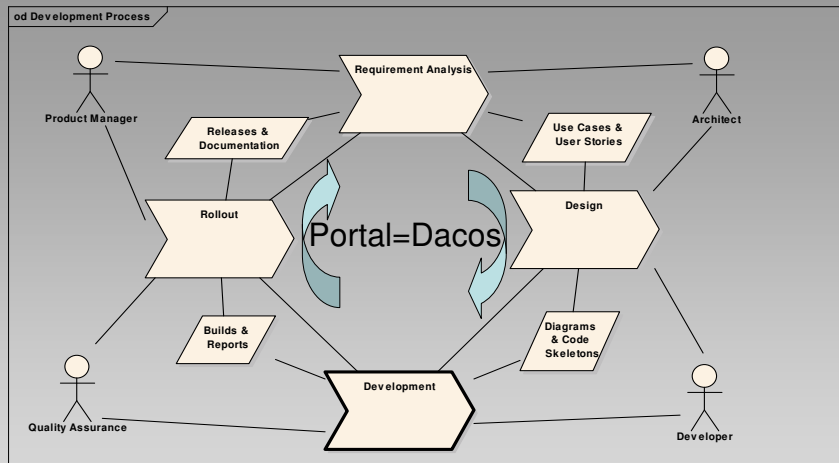 od Development Process
Requirement Analysis
Product Manager
Architect
Releases &
Documentation
Use Cases &
User Stories
Rollout
Design
Portal=Dacos
Builds &
Reports
Diagrams
& Code
Skeletons
Development
Quality Assurance
Developer